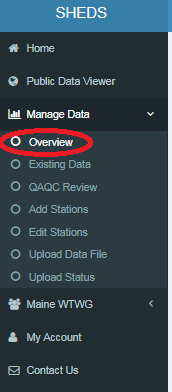 SHEDS
Home
Public Data Viewer
Manage Data
Overview
Existing Data
QAQC Review
Add Stations
Edit Stations
Upload Data File
Upload Status
Maine WTWG
My Account
Contact Us